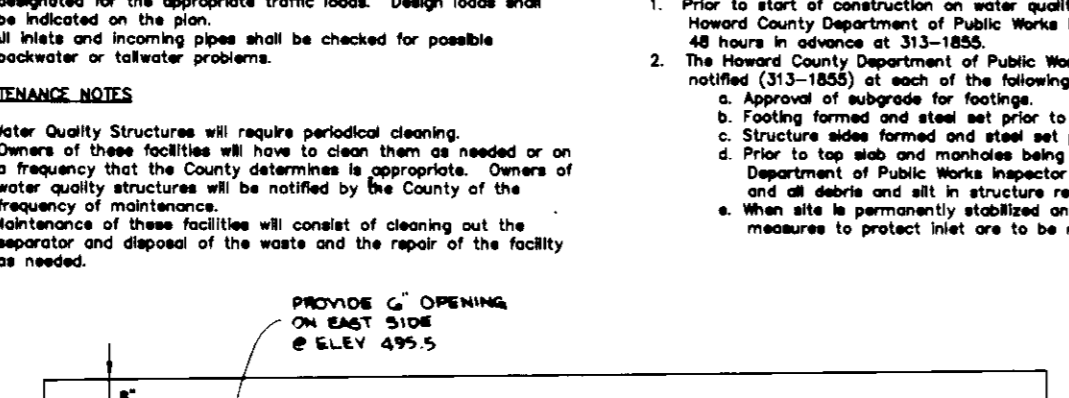 designated for the appropriate traffic loads. Design loads shall
be indicated on the plan.
All inlets and incoming pipes shall be checked for possible
backwater or tailwater problems.
TENANCE NOTES
Water Quality Structures will require periodical cleaning.
Owners of these facilities will have to clean them as needed or on
a frequency that the County determines is appropriate. Owners of
water quality structures will be notified by the County of the
frequency of maintenance.
Maintenance of these facilities will consist of cleaning out the
separator and disposal of the waste and the repair of the facility
as needed.
1. Prior to start of construction on water qualit
Howard County Department of Public Works
48 hours in advance at 313-1855.
2. The Howard County Department of Public Wo
notified (313-1855) at each of the following
a. Approval of subgrade for footings.
b. Footing formed and steel set prior to
c. Structure sides formed and steel set
d. Prior to top slab and manholes being
Department of Public Works Inspector
and all debris and silt in structure re
e. When site is permanently stabilized an
measures to protect inlet are to be
PROVIDE 6" OPENING
ON EAST SIDE
@ ELEV 495.5
8"